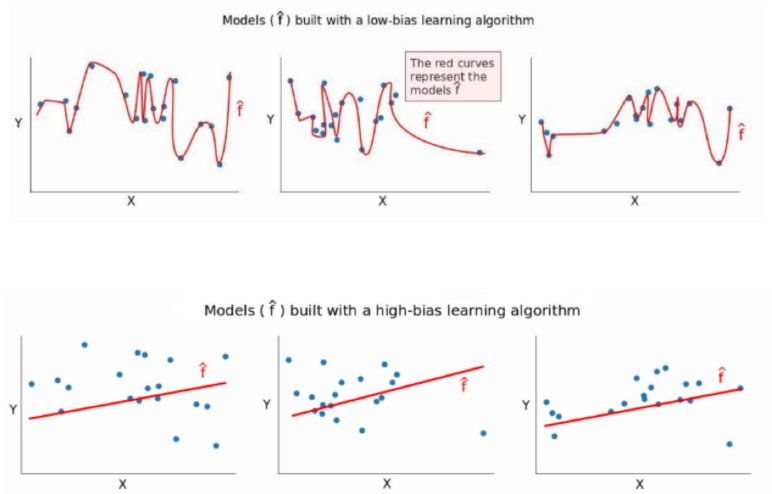 Models ( f̂ ) built with a low-bias learning algorithm
Y
X
f̂
Y
X
f̂
The red curves
represent the
models f̂
Y
X
f̂
Models ( f̂ ) built with a high-bias learning algorithm
Y
X
f̂
Y
X
f̂
Y
X
f̂